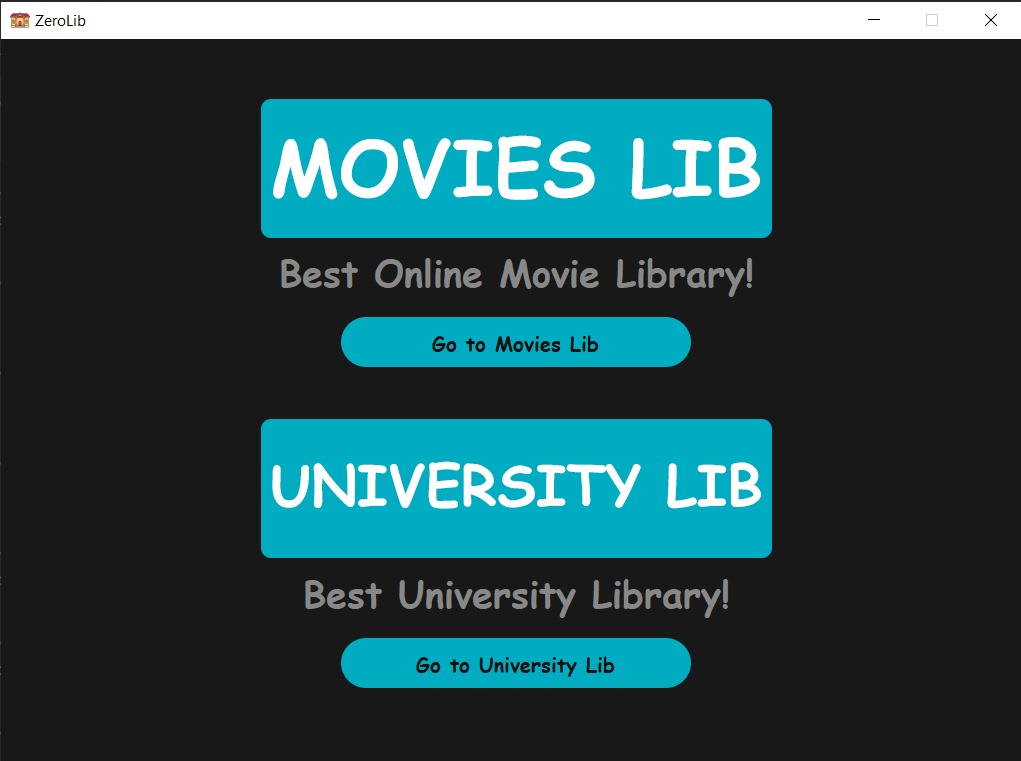 ZeroLib
MOVIES LIB
Best Online Movie Library!
Go to Movies Lib
UNIVERSITY LIB
Best University Library!
Go to University Lib